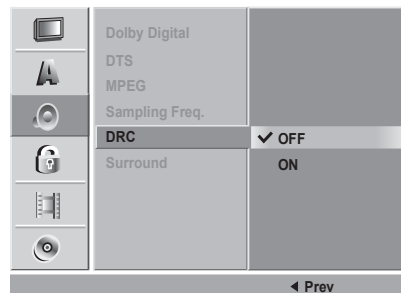 Dolby Digital
DTS
MPEG
Sampling Freq.
DRC
✔ OFF
Surround
ON
◀ Prev